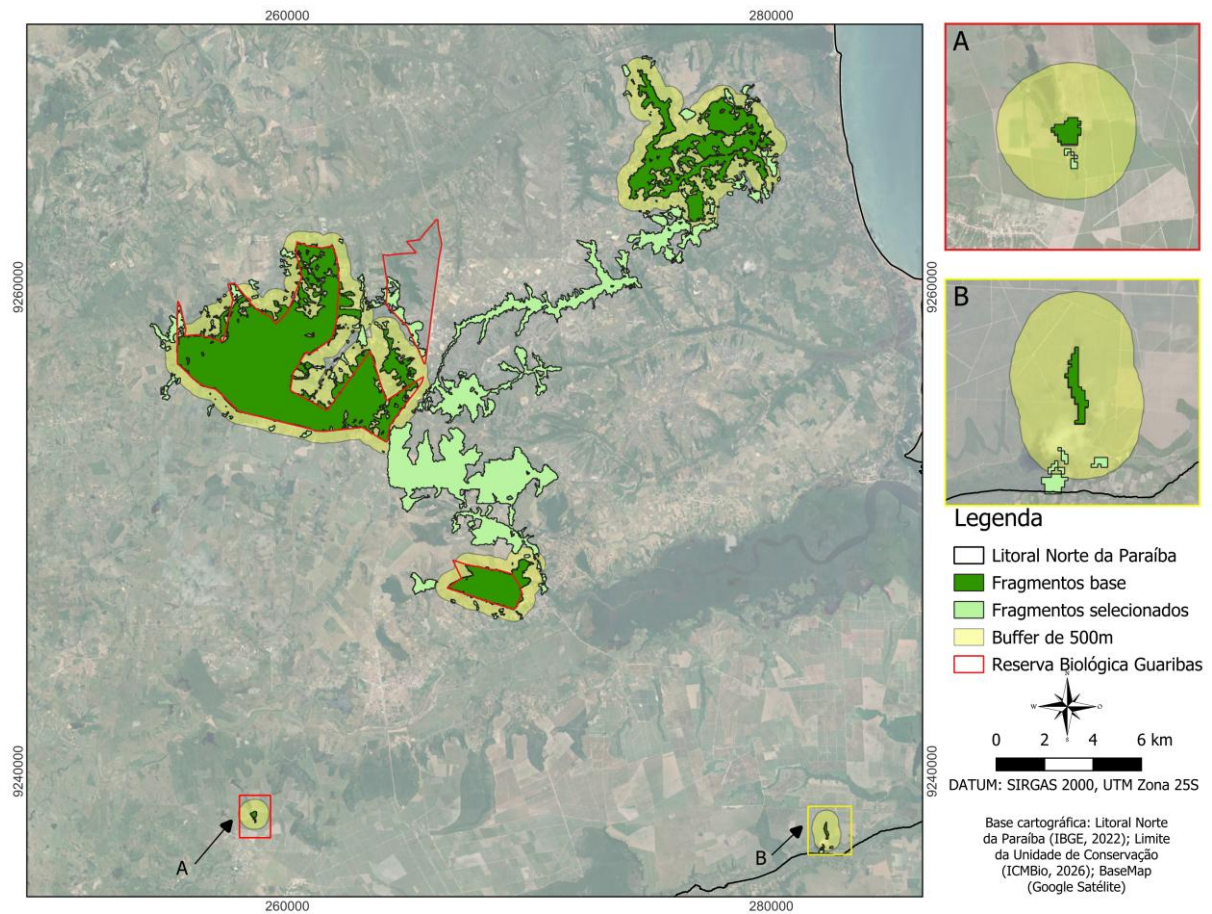 260000
280000
9260000
9240000
A
B
260000
280000
9260000
9240000
A
B
Legenda
Litoral Norte da Paraíba
Fragmentos base
Fragmentos selecionados
Buffer de 500m
Reserva Biológica Guaribas
N
W
O
S
0 2 4 6 km
DATUM: SIRGAS 2000, UTM Zona 25S
Base cartográfica: Litoral Norte
da Paraíba (IBGE, 2022); Limite
da Unidade de Conservação
(ICMBio, 2026); BaseMap
(Google Satélite)